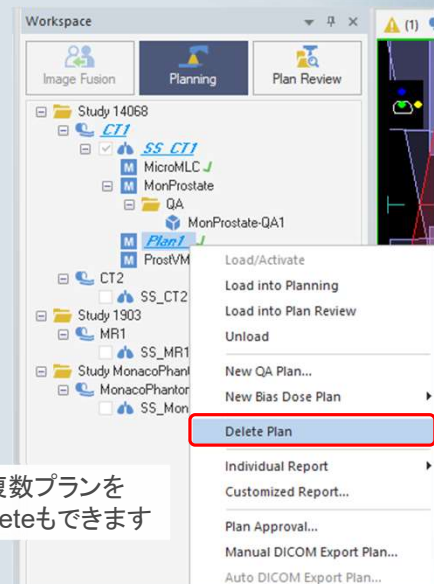 Workspace
(1)
Image Fusion
Planning
Plan Review
Study 14068
CT1
SS_CT1
M MicroMLC
M MonProstate
QA
MonProstate-QA1
M Plan1
M ProstVM
CT2
SS_CT2
Study 1903
MR1
SS_MR1
Study MonacoPhant
MonacoPhantor
SS_Mon
Load/Activate
Load into Planning
Load into Plan Review
Unload
New QA Plan...
New Bias Dose Plan
Delete Plan
Individual Report
Customized Report...
Plan Approval...
Manual DICOM Export Plan...
Auto DICOM Export Plan...
数プランを
eteもできます